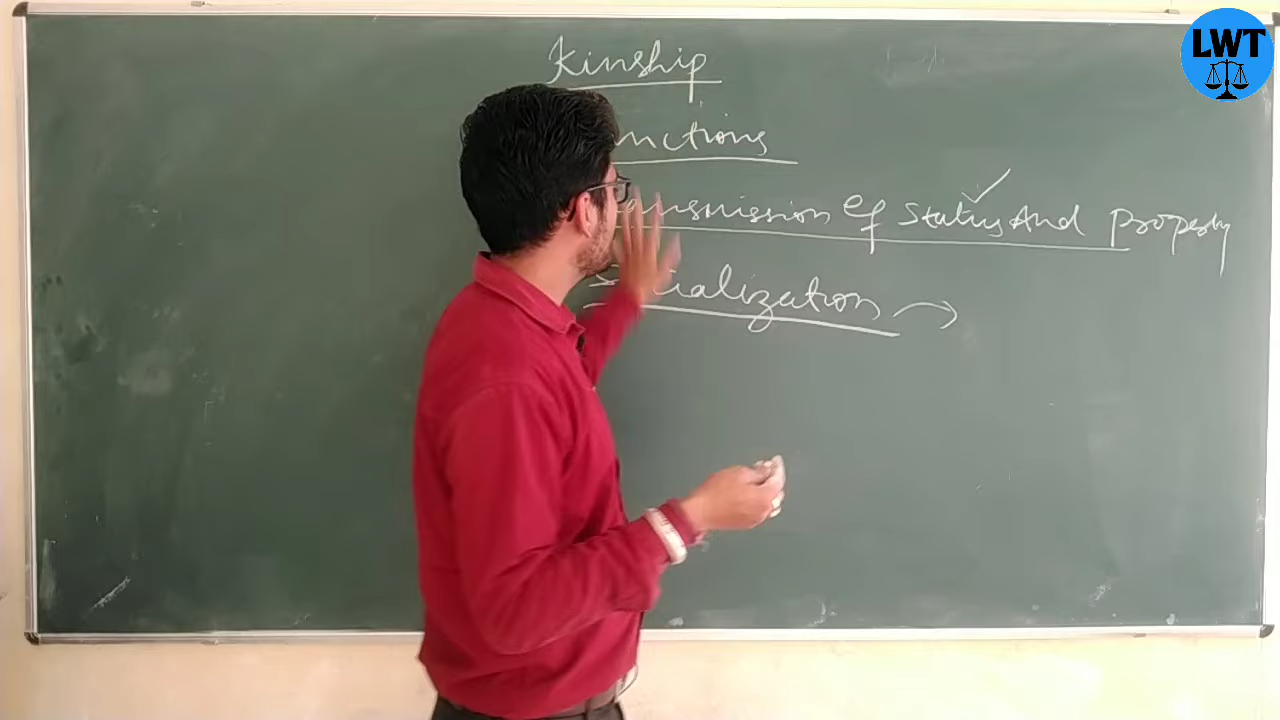 Kinship
nctions
ansmission of Status And Property
ialization →
LWT